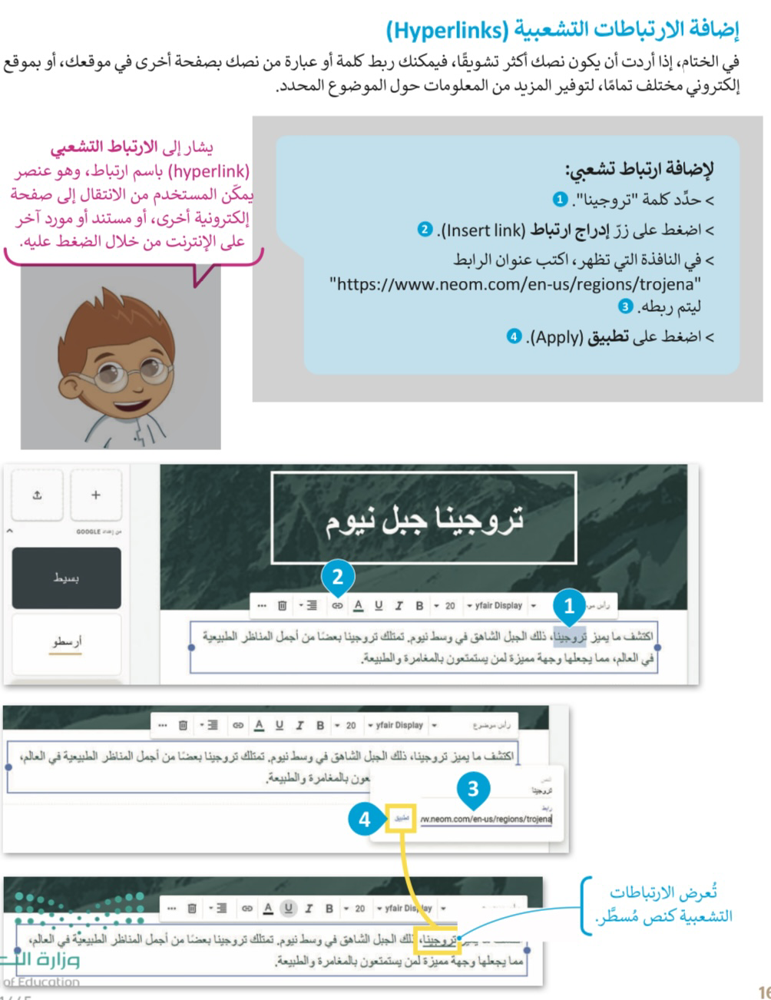 إضافة الارتباطات التشعبية (Hyperlinks)
في الختام، إذا أردت أن يكون نصك أكثر تشويقًا، فيمكنك ربط كلمة أو عبارة من نصك بصفحة أخرى في موقعك، أو بموقع
إلكتروني مختلف تمامًا، لتوفير المزيد من المعلومات حول الموضوع المحدد.
لإضافة ارتباط تشعبي:
> حدِّد كلمة "تروجينا". 1
> اضغط على زرّ إدراج ارتباط (Insert link). 2
> في النافذة التي تظهر، اكتب عنوان الرابط
"https://www.neom.com/en-us/regions/trojena"
ليتم ربطه. 3
> اضغط على تطبيق (Apply). 4
يشار إلى الارتباط التشعبي
(hyperlink) باسم ارتباط، وهو عنصر
يمكّن المستخدم من الانتقال إلى صفحة
إلكترونية أخرى، أو مستند أو مورد آخر
على الإنترنت من خلال الضغط عليه.
تروجينا جبل نيوم
من إعداد GOOGLE
بسيط
أرسطو
2
1
yfair Display 20 B I U A
اكتشف ما يميز تروجينا، ذلك الجبل الشاهق في وسط نيوم. تمتلك تروجينا بعضًا من أجمل المناظر الطبيعية
في العالم، مما يجعلها وجهة مميزة لمن يستمتعون بالمغامرة والطبيعة.
رأس موضوع yfair Display 20 B I U A
اكتشف ما يميز تروجينا، ذلك الجبل الشاهق في وسط نيوم. تمتلك تروجينا بعضًا من أجمل المناظر الطبيعية في العالم،
عون بالمغامرة والطبيعة.
النص
تروجينا
3
رابط
w.neom.com/en-us/regions/trojena
تطبيق
4
yfair Display 20 B I U A
تروجينا، ذلك الجبل الشاهق في وسط نيوم. تمتلك تروجينا بعضًا من أجمل المناظر الطبيعية في العالم،
مما يجعلها وجهة مميزة لمن يستمتعون بالمغامرة والطبيعة.
تُعرض الارتباطات
التشعبية كنص مُسطَّر.
وزارة
of Education
16